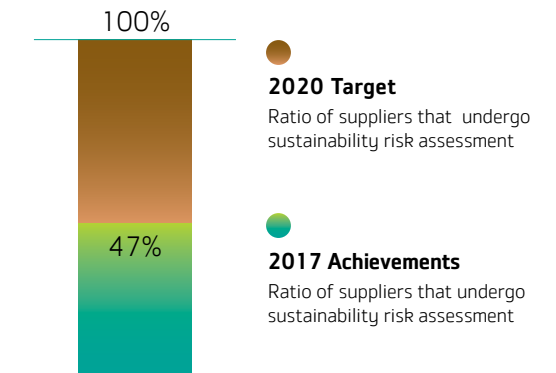 100%
2020 Target
Ratio of suppliers that undergo
sustainability risk assessment
47%
2017 Achievements
Ratio of suppliers that undergo
sustainability risk assessment